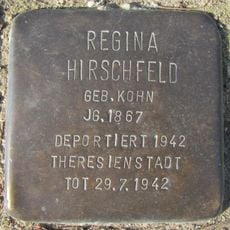 REGINA
HIRSCHFELD
GEB. KOHN
JG. 1867
DEPORTIERT 1942
THERESIENSTADT
TOT 29.7.1942